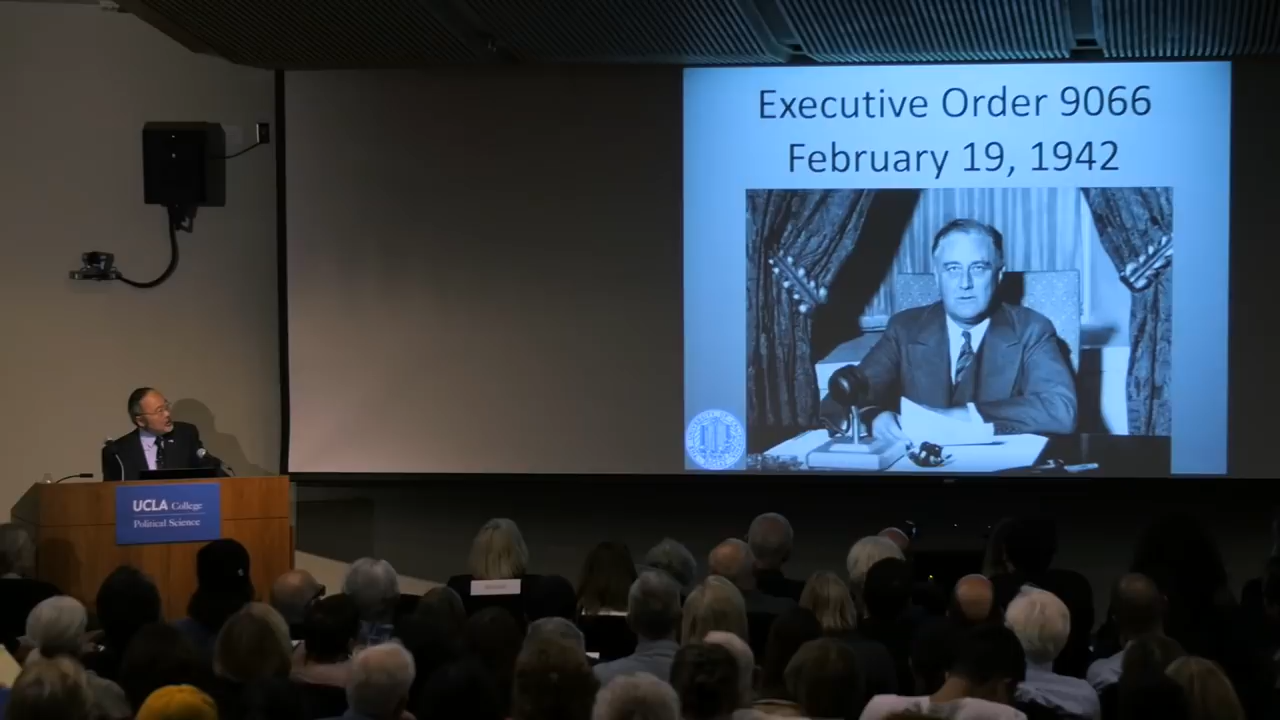 Executive Order 9066
February 19, 1942
UCLA College
Political Science